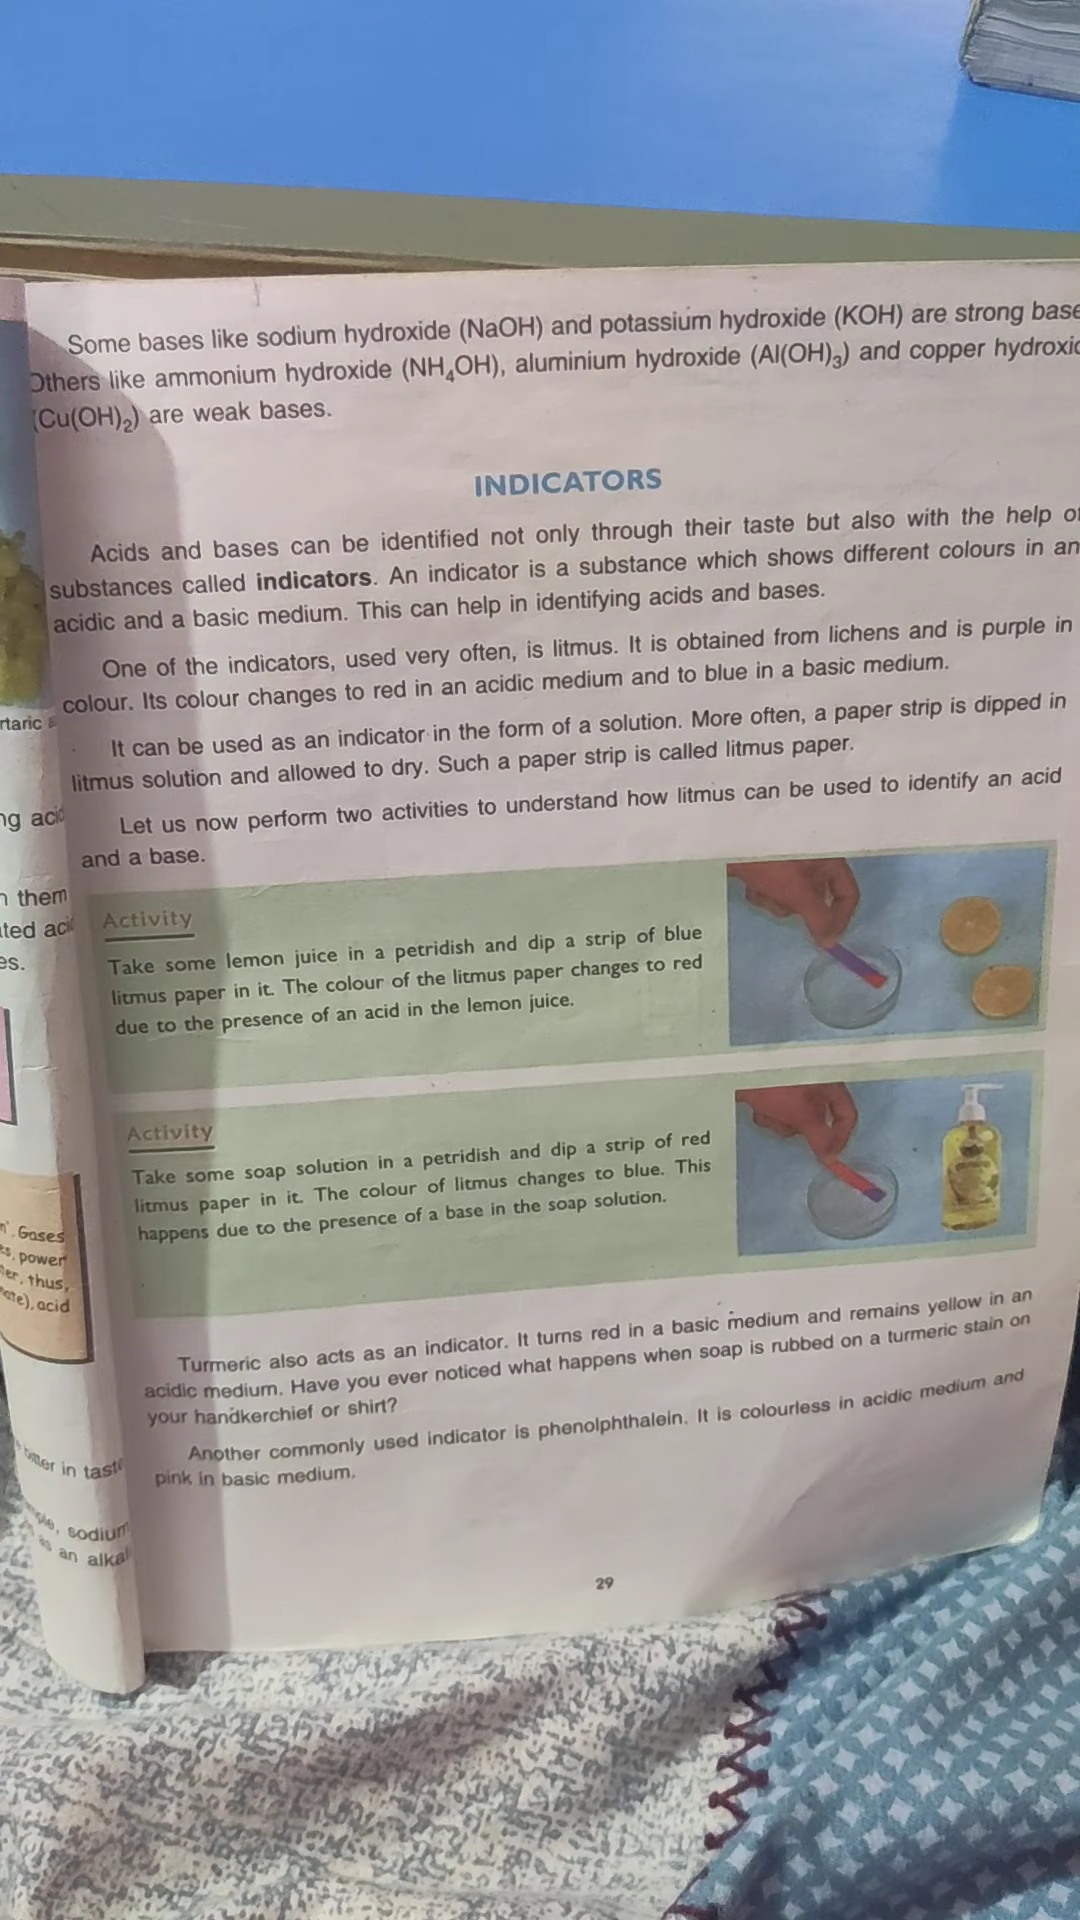 Some bases like sodium hydroxide (NaOH) and potassium hydroxide (KOH) are strong base
Others like ammonium hydroxide (NH₄OH), aluminium hydroxide (Al(OH)₃) and copper hydroxic
(Cu(OH)₂) are weak bases.
INDICATORS
Acids and bases can be identified not only through their taste but also with the help of
substances called indicators. An indicator is a substance which shows different colours in an
acidic and a basic medium. This can help in identifying acids and bases.
One of the indicators, used very often, is litmus. It is obtained from lichens and is purple in
colour. Its colour changes to red in an acidic medium and to blue in a basic medium.
It can be used as an indicator in the form of a solution. More often, a paper strip is dipped in
litmus solution and allowed to dry. Such a paper strip is called litmus paper.
Let us now perform two activities to understand how litmus can be used to identify an acid
and a base.
Activity
Take some lemon juice in a petridish and dip a strip of blue
litmus paper in it. The colour of the litmus paper changes to red
due to the presence of an acid in the lemon juice.
Activity
Take some soap solution in a petridish and dip a strip of red
litmus paper in it. The colour of litmus changes to blue. This
happens due to the presence of a base in the soap solution.
Turmeric also acts as an indicator. It turns red in a basic medium and remains yellow in an
acidic medium. Have you ever noticed what happens when soap is rubbed on a turmeric stain on
your handkerchief or shirt?
Another commonly used indicator is phenolphthalein. It is colourless in acidic medium and
pink in basic medium.
29
rtaric a
ng acid
n them
ated acid
es.
n'. Gases
es, power
ter, thus,
nate), acid
bitter in taste
ple, sodium
as an alkal